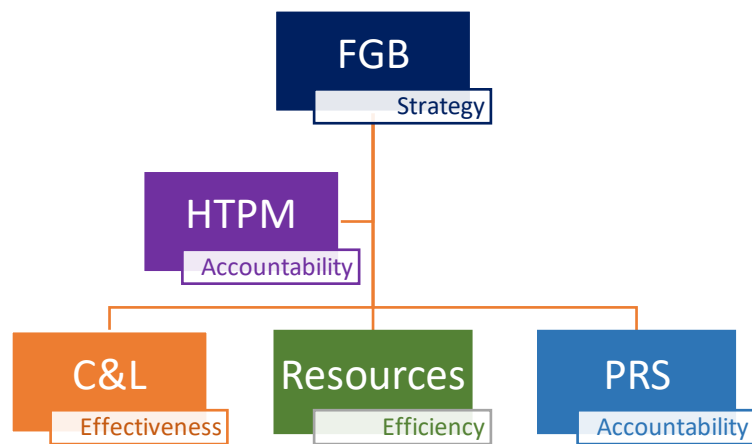 FGB
Strategy
HTPM
Accountability
C&L
Effectiveness
Resources
Efficiency
PRS
Accountability